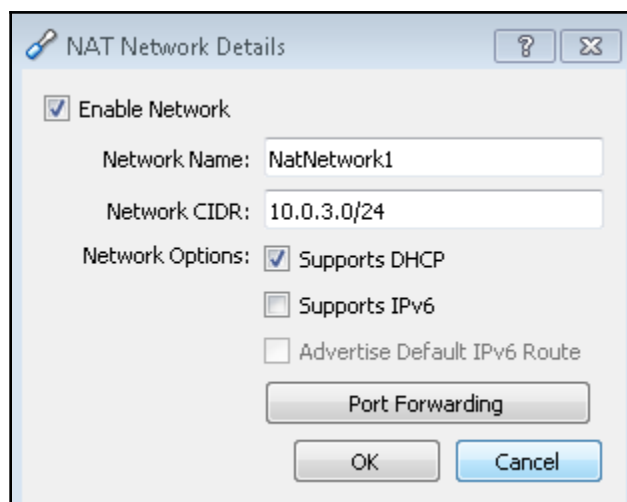 NAT Network Details
Enable Network
Network Name: NatNetwork1
Network CIDR: 10.0.3.0/24
Network Options: Supports DHCP
Supports IPv6
Advertise Default IPv6 Route
Port Forwarding
OK Cancel